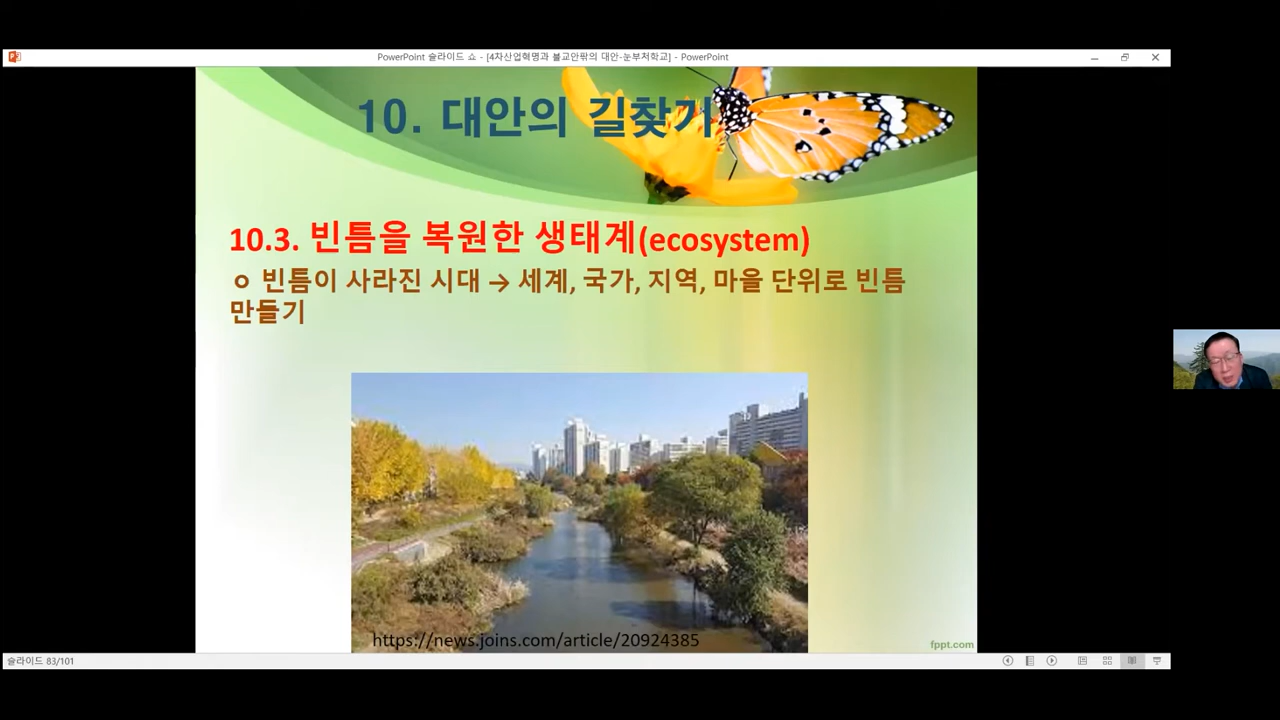 PowerPoint 슬라이드 쇼 - [4차산업혁명과 불교안팎의 대안-눈부처학교] - PowerPoint
10. 대안의 길찾기
10.3. 빈틈을 복원한 생태계(ecosystem)
ㅇ 빈틈이 사라진 시대 → 세계, 국가, 지역, 마을 단위로 빈틈
만들기
https://news.joins.com/article/20924385
fppt.com
슬라이드 83/101